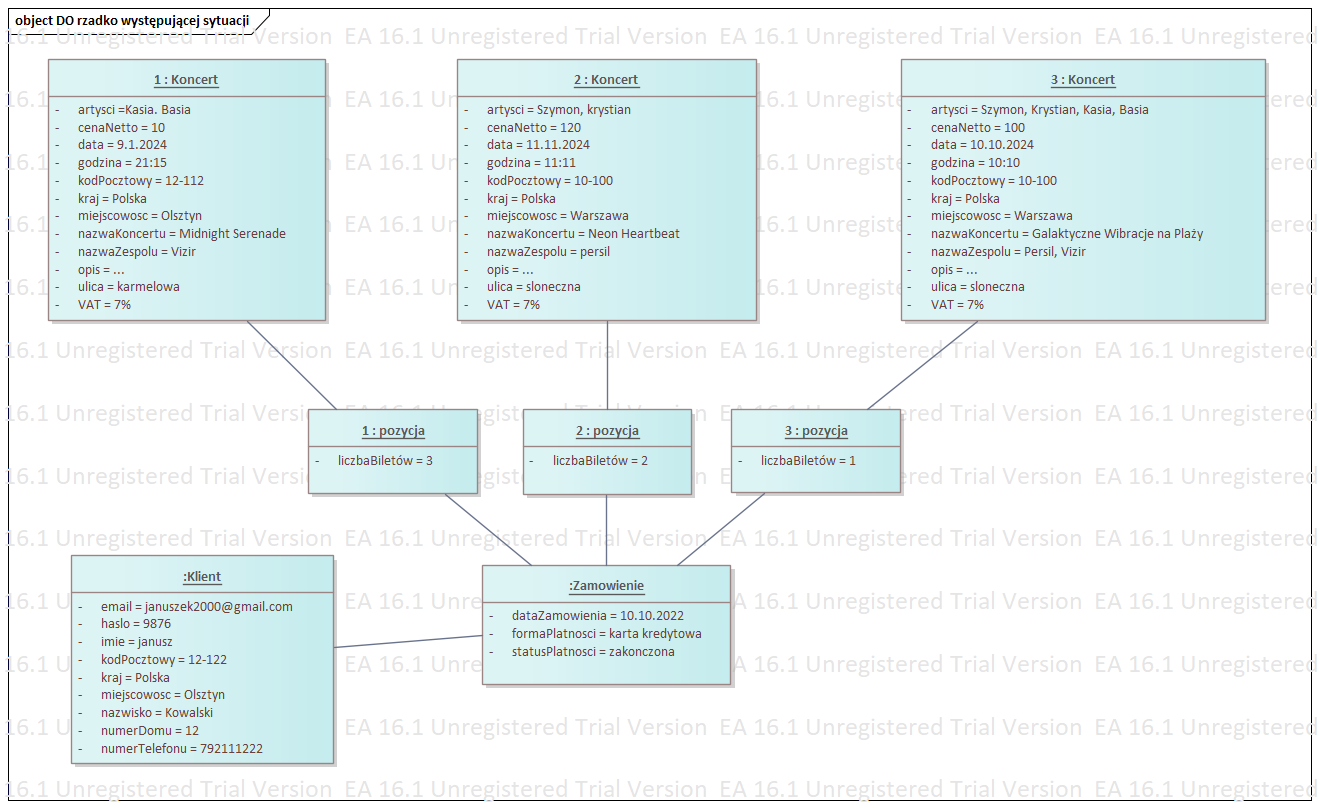 object DO rzadko występującej sytuacji
16.1 Unregistered Trial Version EA 16.1 Unregistered Trial Version EA 16.1 Unregistered Trial Version EA 16.1 Unregistered
1 : Koncert
- artysci =Kasia. Basia
- cenaNetto = 10
- data = 9.1.2024
- godzina = 21:15
- kodPocztowy = 12-112
- kraj = Polska
- miejscowosc = Olsztyn
- nazwaKoncertu = Midnight Serenade
- nazwaZespolu = Vizir
- opis = ...
- ulica = karmelowa
- VAT = 7%
2 : Koncert
- artysci = Szymon, krystian
- cenaNetto = 120
- data = 11.11.2024
- godzina = 11:11
- kodPocztowy = 10-100
- kraj = Polska
- miejscowosc = Warszawa
- nazwaKoncertu = Neon Heartbeat
- nazwaZespolu = persil
- opis = ...
- ulica = sloneczna
- VAT = 7%
3 : Koncert
- artysci = Szymon, Krystian, Kasia, Basia
- cenaNetto = 100
- data = 10.10.2024
- godzina = 10:10
- kodPocztowy = 10-100
- kraj = Polska
- miejscowosc = Warszawa
- nazwaKoncertu = Galaktyczne Wibracje na Plaży
- nazwaZespolu = Persil, Vizir
- opis = ...
- ulica = sloneczna
- VAT = 7%
1 : pozycja
- liczbaBiletów = 3
2 : pozycja
- liczbaBiletów = 2
3 : pozycja
- liczbaBiletów = 1
:Klient
- email = januszek2000@gmail.com
- haslo = 9876
- imie = janusz
- kodPocztowy = 12-122
- kraj = Polska
- miejscowosc = Olsztyn
- nazwisko = Kowalski
- numerDomu = 12
- numerTelefonu = 792111222
:Zamowienie
- dataZamowienia = 10.10.2022
- formaPlatnosci = karta kredytowa
- statusPlatnosci = zakonczona